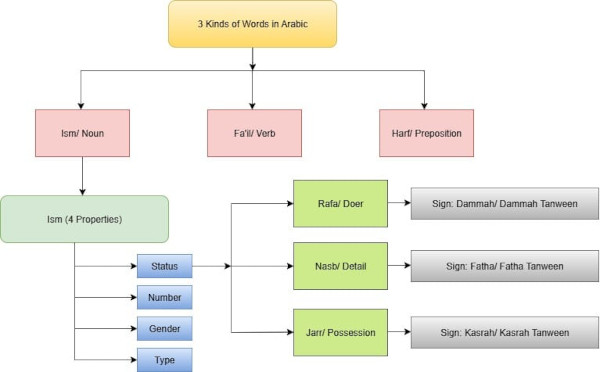 3 Kinds of Words in Arabic
Ism/ Noun
Fa'il/ Verb
Harf/ Preposition
Ism (4 Properties)
Rafa/ Doer
Sign: Dammah/ Dammah Tanween
Status
Nasb/ Detail
Sign: Fatha/ Fatha Tanween
Number
Gender
Jarr/ Possession
Sign: Kasrah/ Kasrah Tanween
Type